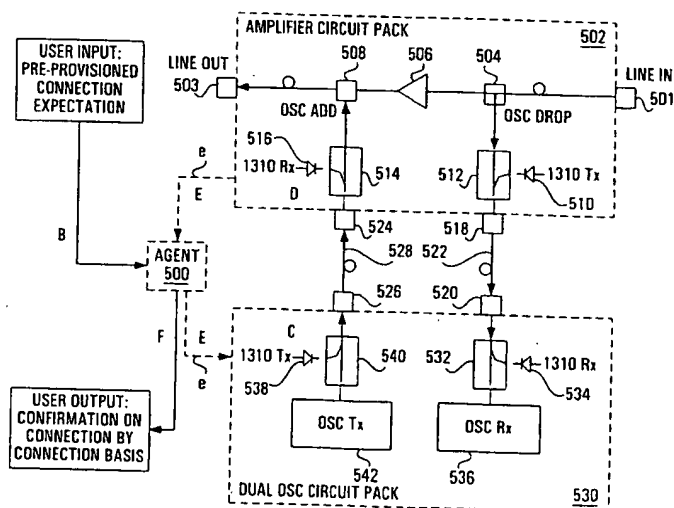 AMPLIFIER CIRCUIT PACK
502
USER INPUT:
PRE-PROVISIONED
CONNECTION
EXPECTATION
LINE OUT
503
508
506
504
LINE IN
501
OSC ADD
OSC DROP
516
1310 Rx
514
512
1310 Tx
510
e
E
D
B
524
518
528
522
AGENT
500
526
520
F
E
e
C
1310 Tx
538
540
532
1310 Rx
534
USER OUTPUT:
CONFIRMATION ON
CONNECTION BY
CONNECTION BASIS
OSC Tx
OSC Rx
542
536
DUAL OSC CIRCUIT PACK
530